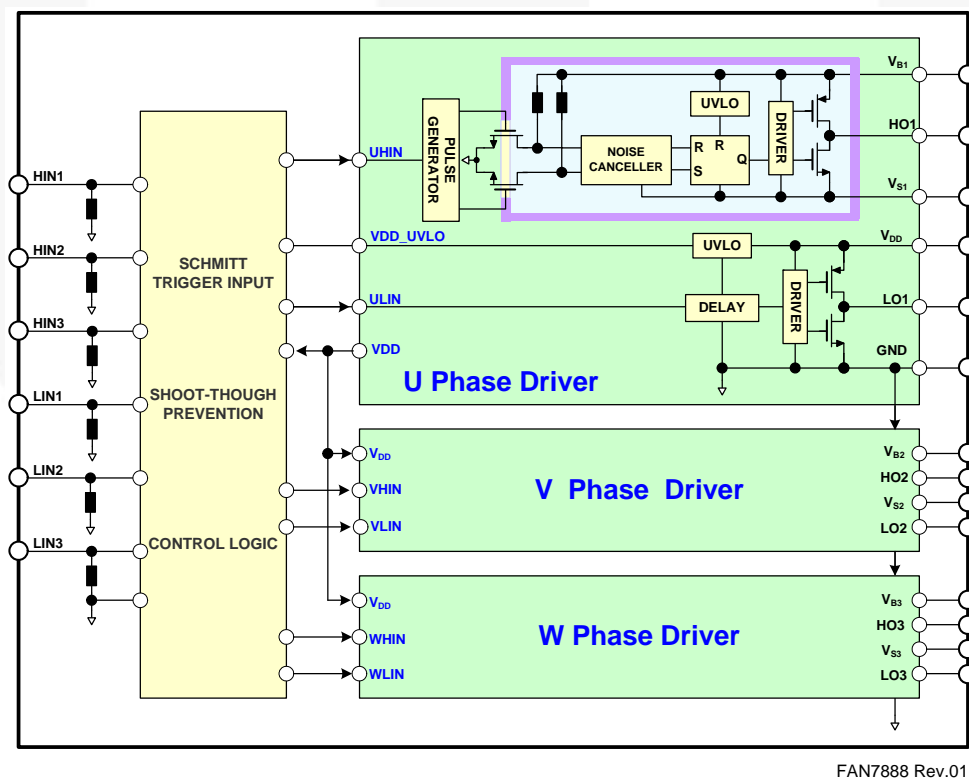 HIN1
HIN2
HIN3
LIN1
LIN2
LIN3
SCHMITT
TRIGGER INPUT
SHOOT-THOUGH
PREVENTION
CONTROL LOGIC
UHIN
VDD_UVLO
ULIN
VDD
PULSE
GENERATOR
NOISE
CANCELLER
UVLO
R
R
S
Q
DRIVER
UVLO
DELAY
DRIVER
U Phase Driver
VB1
HO1
VS1
VDD
LO1
GND
VDD
VHIN
VLIN
V Phase Driver
VB2
HO2
VS2
LO2
VDD
WHIN
WLIN
W Phase Driver
VB3
HO3
VS3
LO3
FAN7888 Rev.01